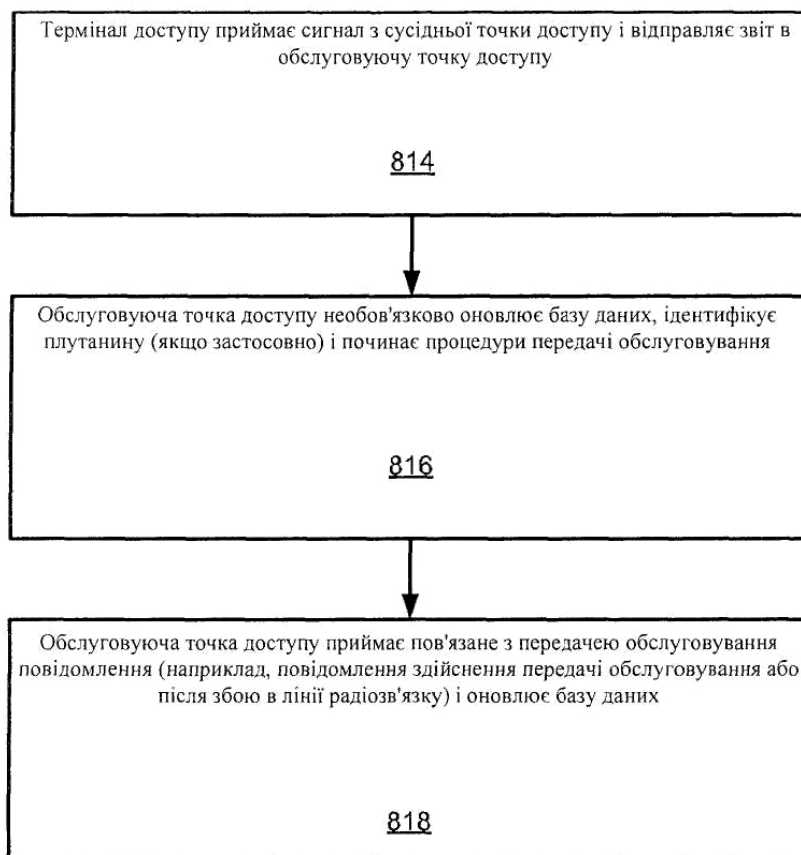 Термінал доступу приймає сигнал з сусідньої точки доступу і відправляє звіт в
обслуговуючу точку доступу
814
Обслуговуюча точка доступу необов'язково оновлює базу даних, ідентифікує
плутанину (якщо застосовно) і починає процедури передачі обслуговування
816
Обслуговуюча точка доступу приймає пов'язане з передачею обслуговування
повідомлення (наприклад, повідомлення здійснення передачі обслуговування або
після збою в лінії радіозв'язку) і оновлює базу даних
818